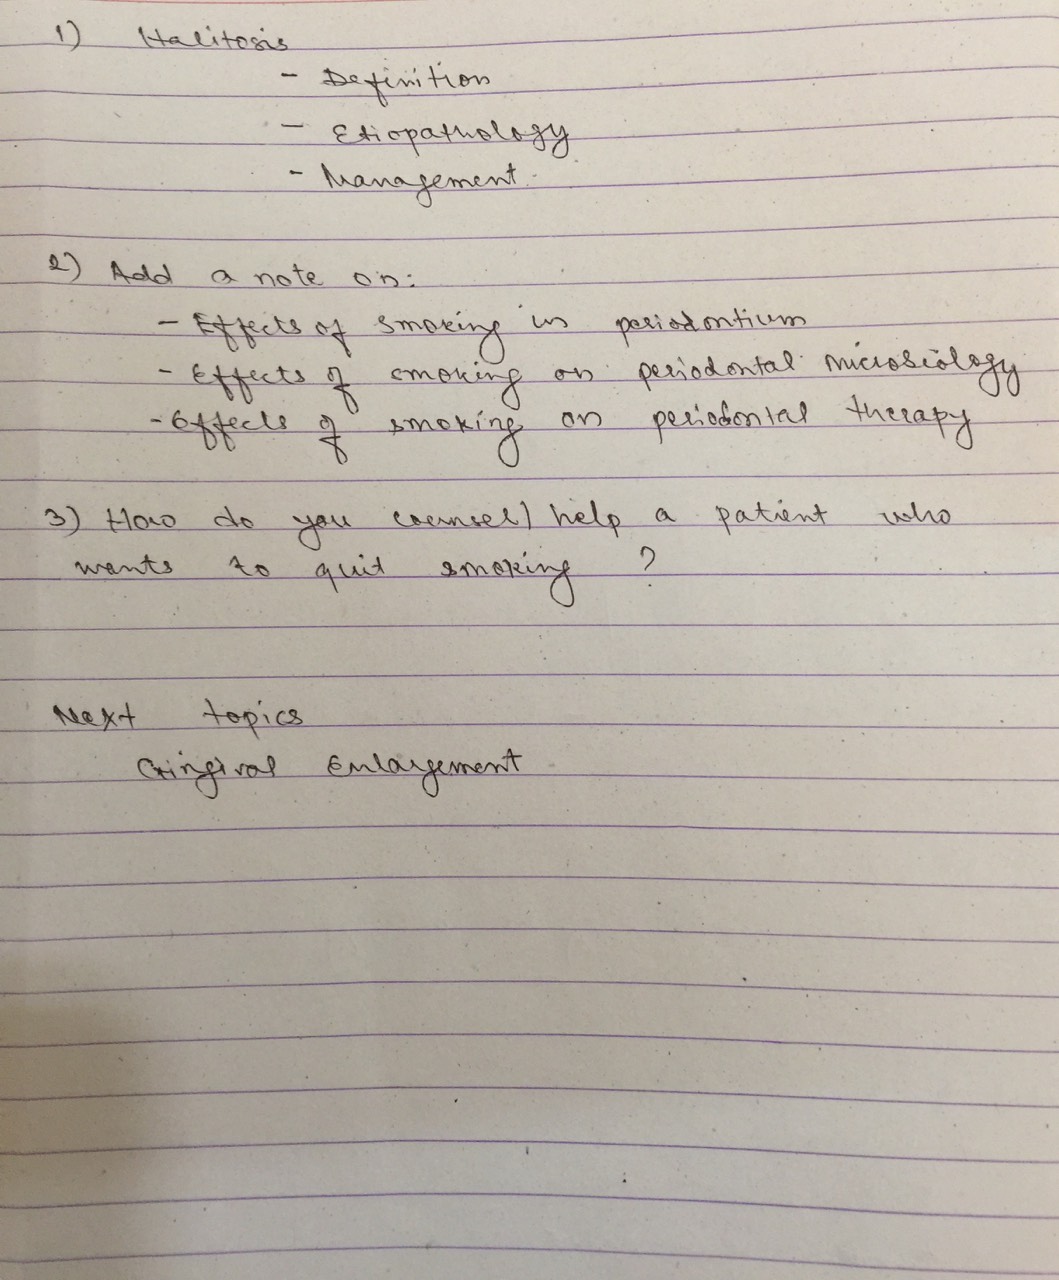 1) Halitosis
- Definition
- Etiopathology
- Management
2) Add a note on:
- Effects of smoking in periodontium
- Effects of smoking on periodontal microbiology
- Effects of smoking on periodontal therapy
3) How do you counsel/help a patient who
wants to quit smoking?
Next topics
Gingival Enlargement